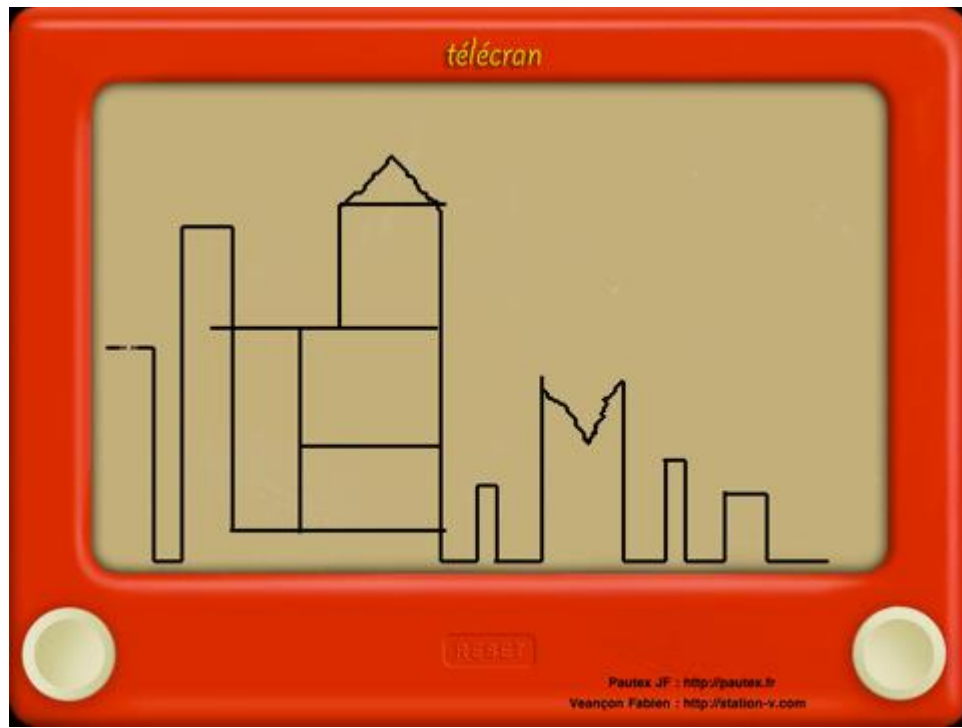 télécran
RESET
Pautex JF : http://pautex.fr
Veançon Fabien : http://station-v.com